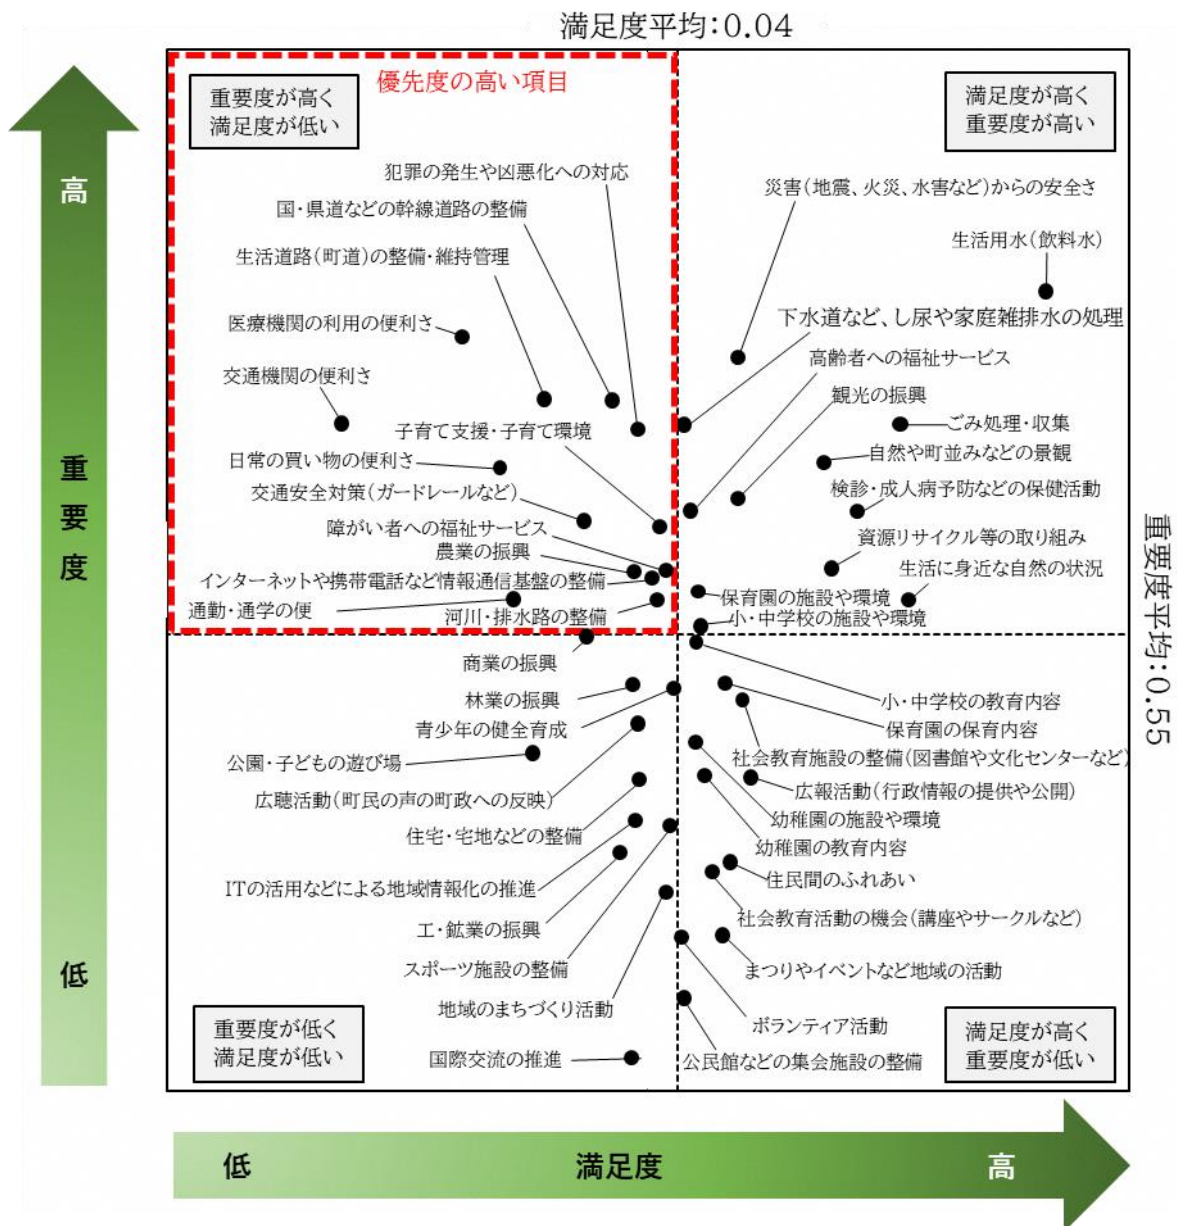 満足度平均:0.04
優先度の高い項目
重要度が高く
満足度が低い
満足度が高く
重要度が高い
高
犯罪の発生や凶悪化への対応
災害(地震、火災、水害など)からの安全さ
国・県道などの幹線道路の整備
生活用水(飲料水)
生活道路(町道)の整備・維持管理
医療機関の利用の便利さ
下水道など、し尿や家庭雑排水の処理
高齢者への福祉サービス
交通機関の便利さ
観光の振興
子育て支援・子育て環境
ごみ処理・収集
日常の買い物の便利さ
自然や町並みなどの景観
交通安全対策(ガードレールなど)
検診・成人病予防などの保健活動
障がい者への福祉サービス
資源リサイクル等の取り組み
農業の振興
生活に身近な自然の状況
インターネットや携帯電話など情報通信基盤の整備
保育園の施設や環境
通勤・通学の便
河川・排水路の整備
小・中学校の施設や環境
重要度
重要度平均:0.55
商業の振興
林業の振興
小・中学校の教育内容
青少年の健全育成
保育園の保育内容
公園・子どもの遊び場
社会教育施設の整備(図書館や文化センターなど)
広聴活動(町民の声の町政への反映)
広報活動(行政情報の提供や公開)
住宅・宅地などの整備
幼稚園の施設や環境
幼稚園の教育内容
ITの活用などによる地域情報化の推進
住民間のふれあい
工・鉱業の振興
社会教育活動の機会(講座やサークルなど)
スポーツ施設の整備
まつりやイベントなど地域の活動
低
地域のまちづくり活動
ボランティア活動
重要度が低く
満足度が低い
満足度が高く
重要度が低い
国際交流の推進
公民館などの集会施設の整備
低
満足度
高